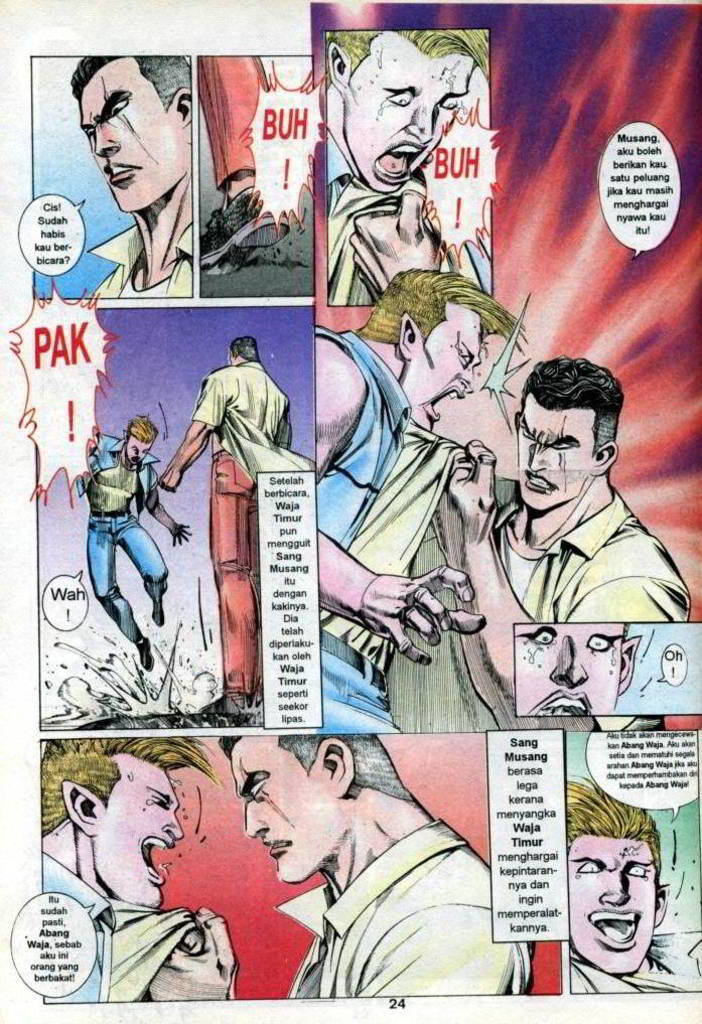 Cis!
Sudah
habis
kau ber-
bicara?
BUH
!
BUH
!
Musang,
aku boleh
berikan kau
satu peluang
jika kau masih
menghargai
nyawa kau
itu!
PAK
!
Wah
!
Setelah
berbicara,
Waja
Timur
pun
mengguit
Sang
Musang
itu
dengan
kakinya.
Dia
telah
diperlaku-
kan oleh
Waja
Timur
seperti
seekor
lipas.
Oh
!
Itu
sudah
pasti,
Abang
Waja, sebab
aku ini
orang yang
berbakat!
Sang
Musang
berasa
lega
kerana
menyangka
Waja
Timur
menghargai
kepintaran-
nya dan
ingin
memperalat-
kannya.
Aku tidak akan mengecewa-
kan Abang Waja. Aku akan
setia dan mematuhi segala
arahan Abang Waja jika aku
dapat memperhambakan diri
kepada Abang Waja!
24